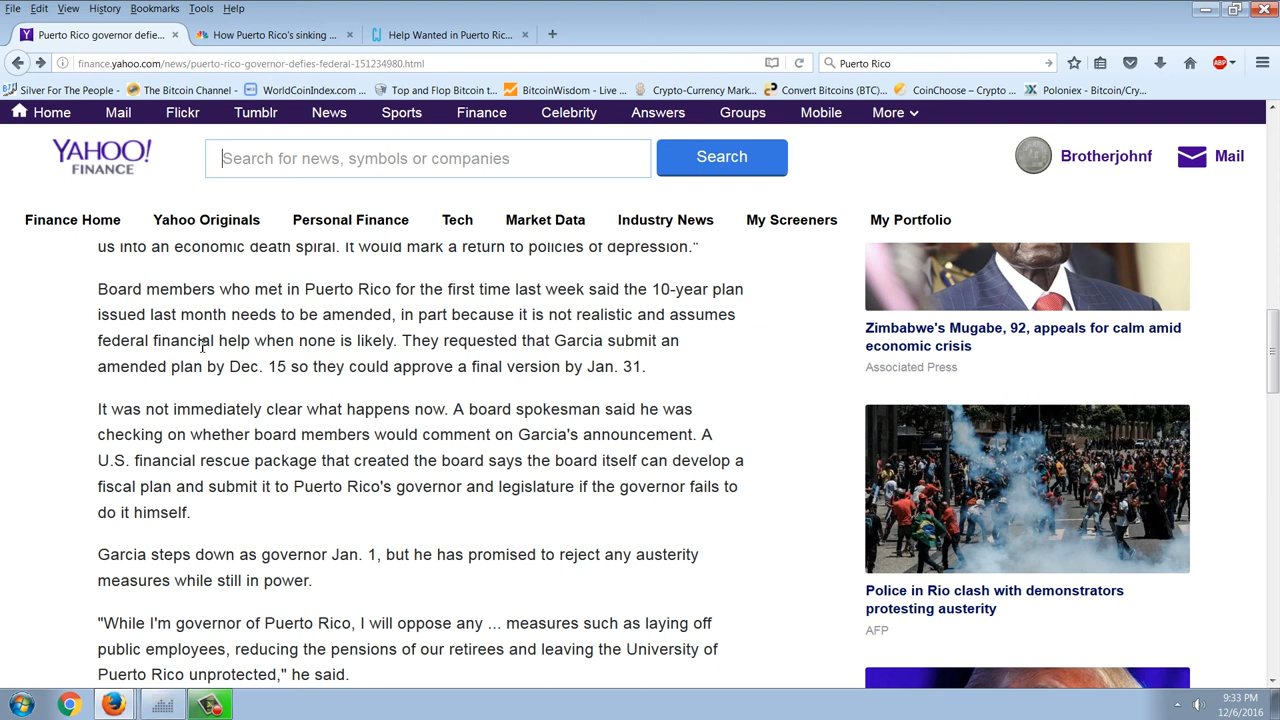 File Edit View History Bookmarks Tools Help
Puerto Rico governor defie... × How Puerto Rico's sinking ... × Help Wanted in Puerto Ric... × +
finance.yahoo.com/news/puerto-rico-governor-defies-federal-151234980.html Puerto Rico ABP
Silver For The People - The Bitcoin Channel - WorldCoinIndex.com ... Top and Flop Bitcoin t... BitcoinWisdom - Live ... Crypto-Currency Mark... Convert Bitcoins (BTC)... CoinChoose – Crypto ... Poloniex - Bitcoin/Cry...
Home Mail Flickr Tumblr News Sports Finance Celebrity Answers Groups Mobile More
YAHOO!
FINANCE
Search for news, symbols or companies
Search
Brotherjohnf Mail
Finance Home Yahoo Originals Personal Finance Tech Market Data Industry News My Screeners My Portfolio
us into an economic death spiral. It would mark a return to policies of depression."
Board members who met in Puerto Rico for the first time last week said the 10-year plan
issued last month needs to be amended, in part because it is not realistic and assumes
federal financial help when none is likely. They requested that Garcia submit an
amended plan by Dec. 15 so they could approve a final version by Jan. 31.
It was not immediately clear what happens now. A board spokesman said he was
checking on whether board members would comment on Garcia's announcement. A
U.S. financial rescue package that created the board says the board itself can develop a
fiscal plan and submit it to Puerto Rico's governor and legislature if the governor fails to
do it himself.
Garcia steps down as governor Jan. 1, but he has promised to reject any austerity
measures while still in power.
"While I'm governor of Puerto Rico, I will oppose any ... measures such as laying off
public employees, reducing the pensions of our retirees and leaving the University of
Puerto Rico unprotected," he said.
Zimbabwe's Mugabe, 92, appeals for calm amid
economic crisis
Associated Press
Police in Rio clash with demonstrators
protesting austerity
AFP
9:33 PM
12/6/2016